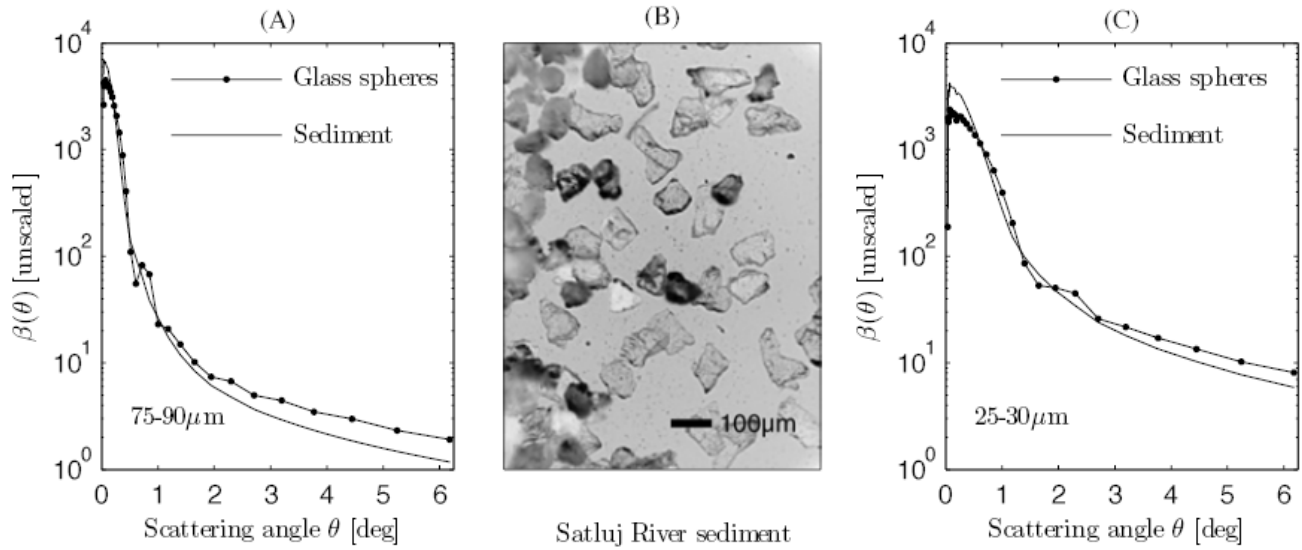 (A)
10^4
10^3
10^2
10^1
10^0
β(θ) [unscaled]
Glass spheres
Sediment
75-90μm
0 1 2 3 4 5 6
Scattering angle θ [deg]
(B)
100μm
Satluj River sediment
(C)
10^4
10^3
10^2
10^1
10^0
β(θ) [unscaled]
Glass spheres
Sediment
25-30μm
0 1 2 3 4 5 6
Scattering angle θ [deg]